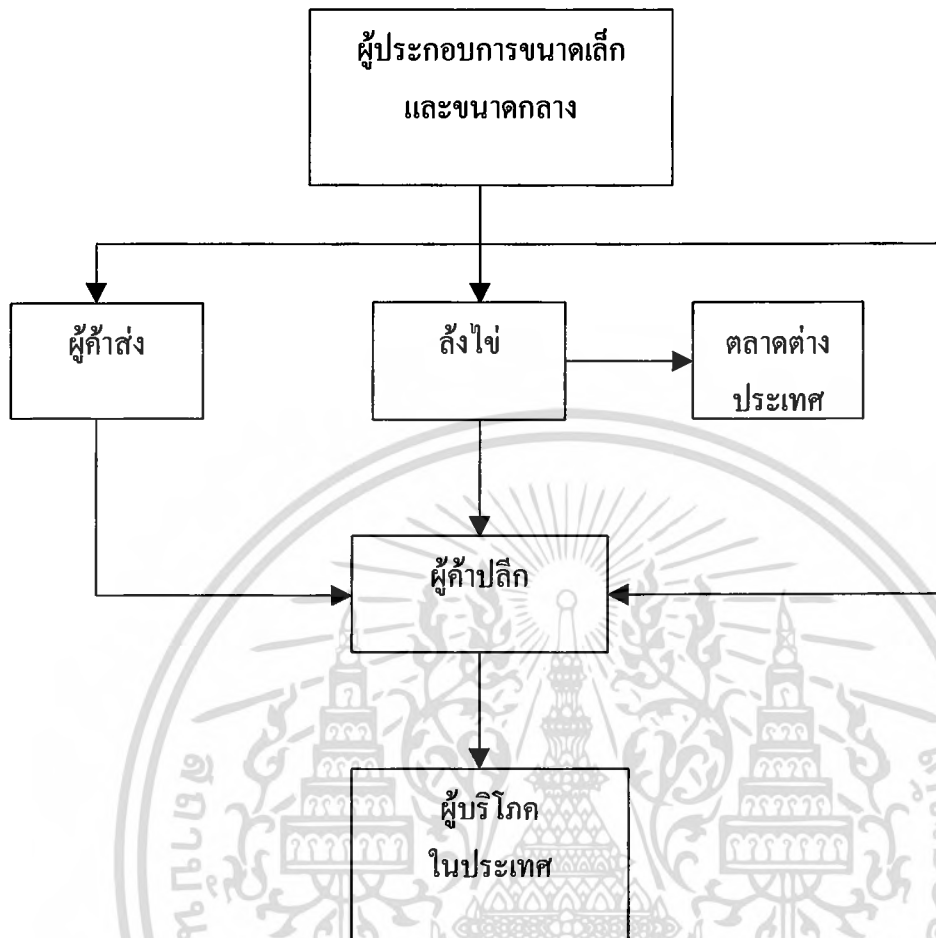 ผู้ประกอบการขนาดเล็ก
และขนาดกลาง
ผู้ค้าส่ง
ล้งไข่
ตลาดต่าง
ประเทศ
ผู้ค้าปลีก
ผู้บริโภค
ในประเทศ